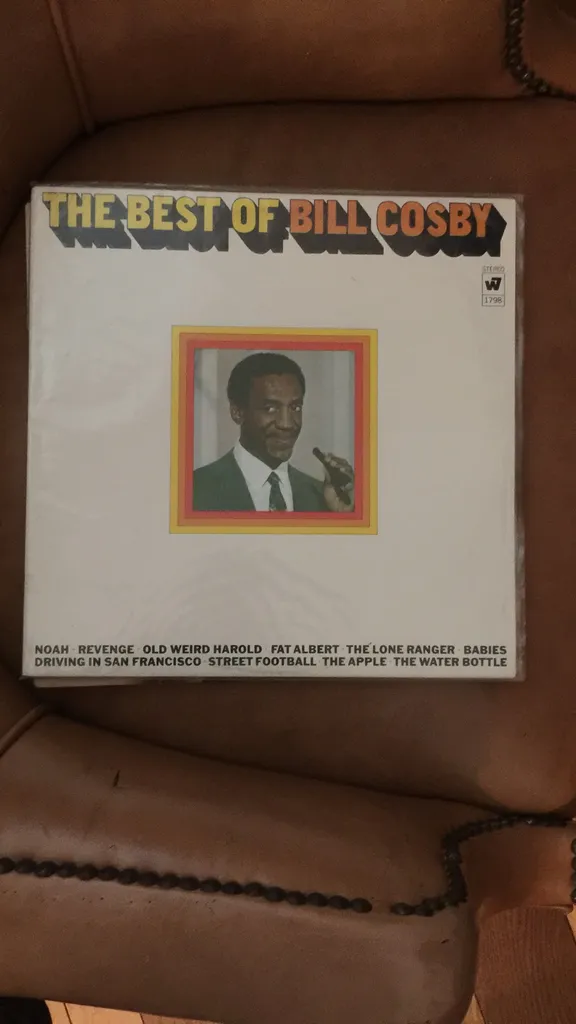 THE BEST OF BILL COSBY
STEREO
W7
1798
NOAH · REVENGE · OLD WEIRD HAROLD · FAT ALBERT · THE LONE RANGER · BABIES
DRIVING IN SAN FRANCISCO · STREET FOOTBALL · THE APPLE · THE WATER BOTTLE